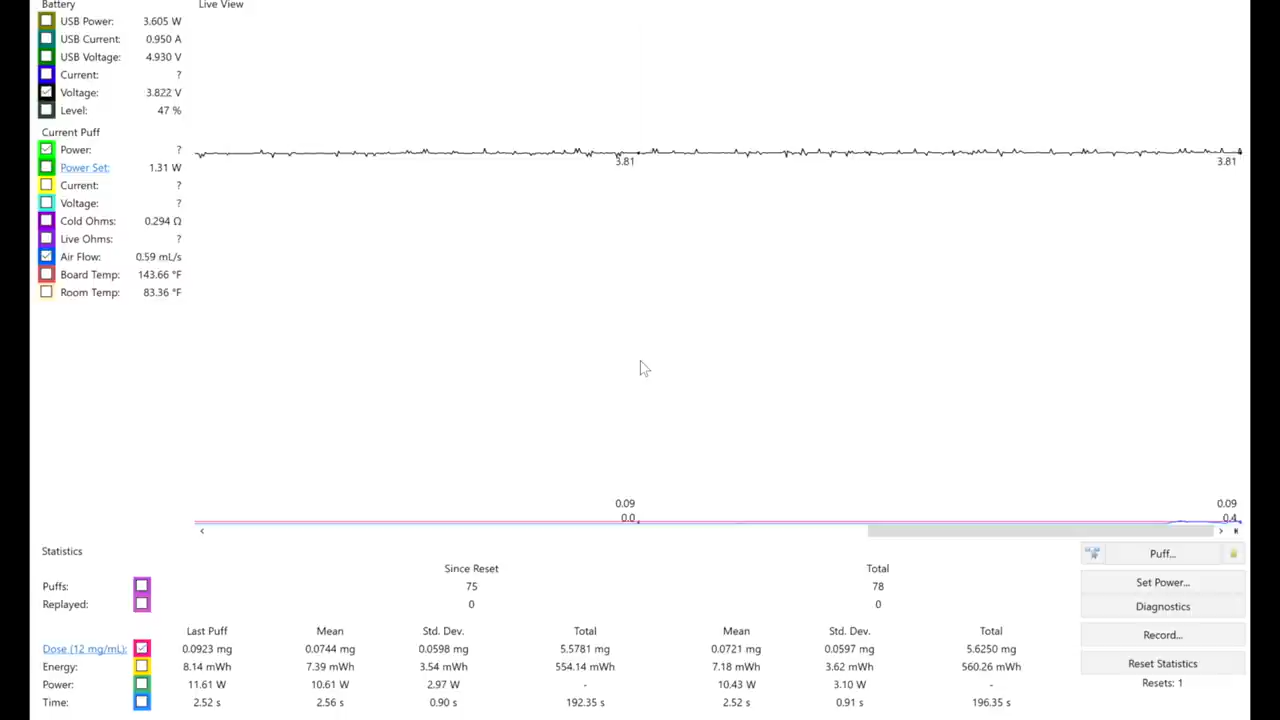 Battery
USB Power: 3.605 W
USB Current: 0.950 A
USB Voltage: 4.930 V
Current: ?
Voltage: 3.822 V
Level: 47 %
Current Puff
Power: ?
Power Set: 1.31 W
Current: ?
Voltage: ?
Cold Ohms: 0.294 Ω
Live Ohms: ?
Air Flow: 0.59 mL/s
Board Temp: 143.66 °F
Room Temp: 83.36 °F
Live View
3.81 3.81
0.09 0.09
0.0 0.4
Statistics
Since Reset Total
Puffs: 75 78
Replayed: 0 0
Last Puff Mean Std. Dev. Total Mean Std. Dev. Total
Dose (12 mg/mL): 0.0923 mg 0.0744 mg 0.0598 mg 5.5781 mg 0.0721 mg 0.0597 mg 5.6250 mg
Energy: 8.14 mWh 7.39 mWh 3.54 mWh 554.14 mWh 7.18 mWh 3.62 mWh 560.26 mWh
Power: 11.61 W 10.61 W 2.97 W - 10.43 W 3.10 W -
Time: 2.52 s 2.56 s 0.90 s 192.35 s 2.52 s 0.91 s 196.35 s
Puff...
Set Power...
Diagnostics
Record...
Reset Statistics
Resets: 1